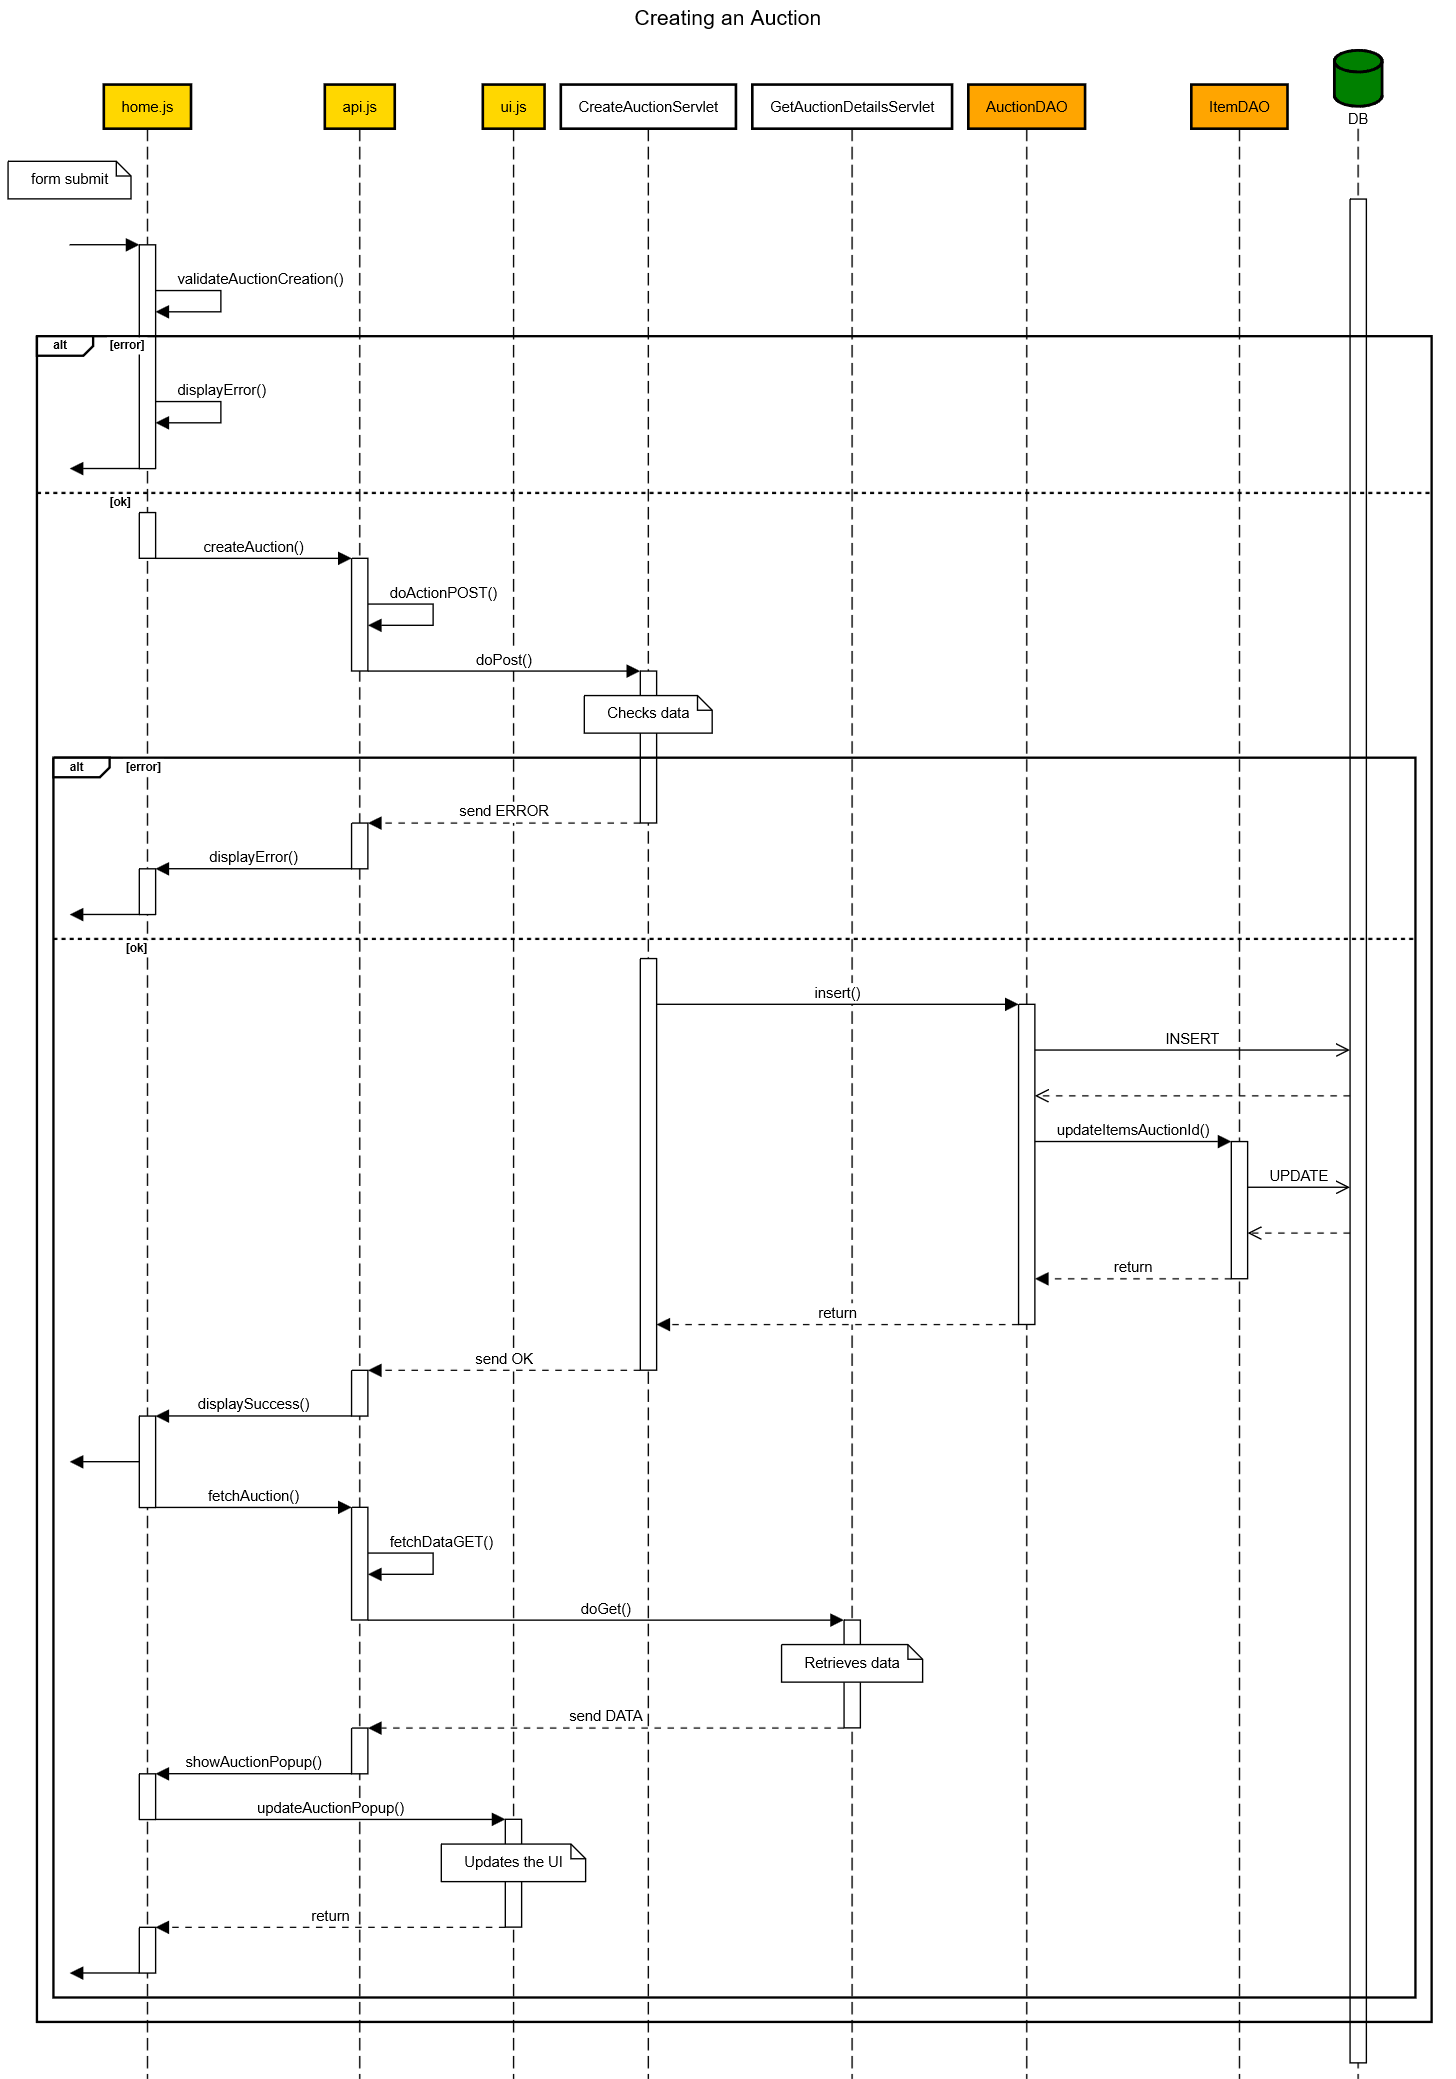 Creating an Auction
home.js
api.js
ui.js
CreateAuctionServlet
GetAuctionDetailsServlet
AuctionDAO
ItemDAO
DB
form submit
validateAuctionCreation()
alt
[error]
displayError()
[ok]
createAuction()
doActionPOST()
doPost()
Checks data
alt
[error]
send ERROR
displayError()
[ok]
insert()
INSERT
updateItemsAuctionId()
UPDATE
return
return
send OK
displaySuccess()
fetchAuction()
fetchDataGET()
doGet()
Retrieves data
send DATA
showAuctionPopup()
updateAuctionPopup()
Updates the UI
return